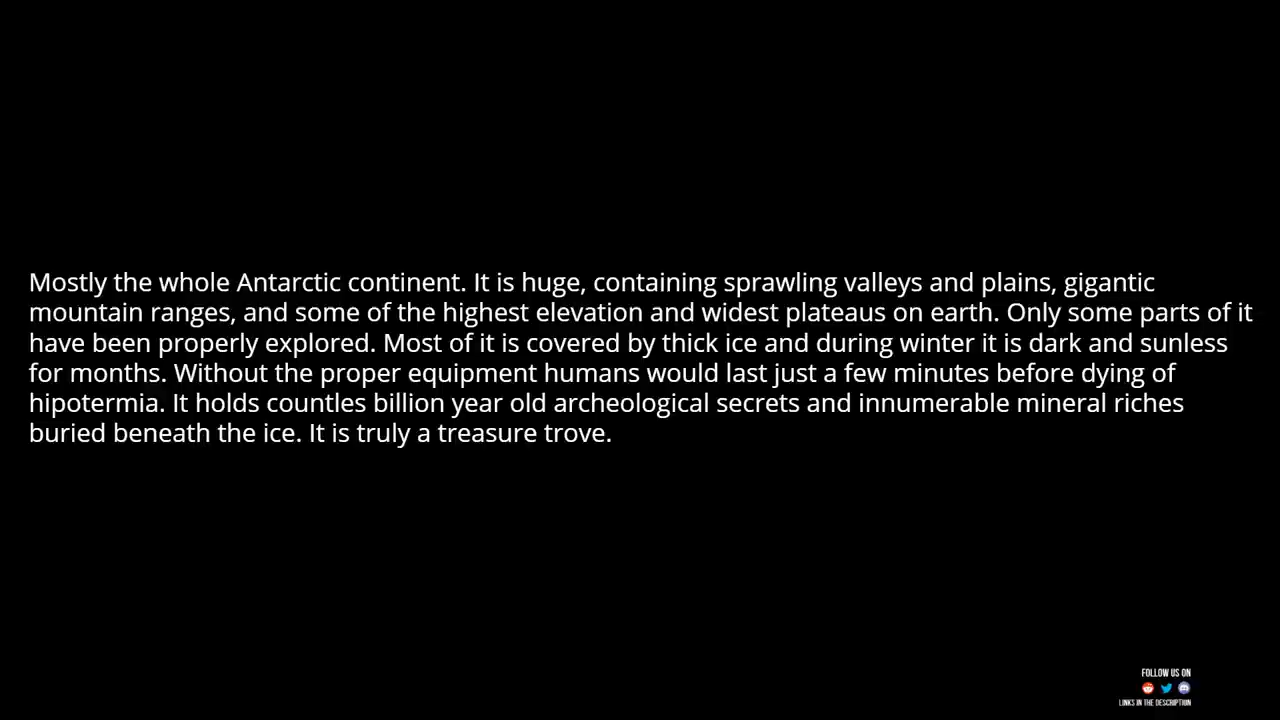 Mostly the whole Antarctic continent. It is huge, containing sprawling valleys and plains, gigantic
mountain ranges, and some of the highest elevation and widest plateaus on earth. Only some parts of it
have been properly explored. Most of it is covered by thick ice and during winter it is dark and sunless
for months. Without the proper equipment humans would last just a few minutes before dying of
hipotermia. It holds countles billion year old archeological secrets and innumerable mineral riches
buried beneath the ice. It is truly a treasure trove.
FOLLOW US ON
LINKS IN THE DESCRIPTION